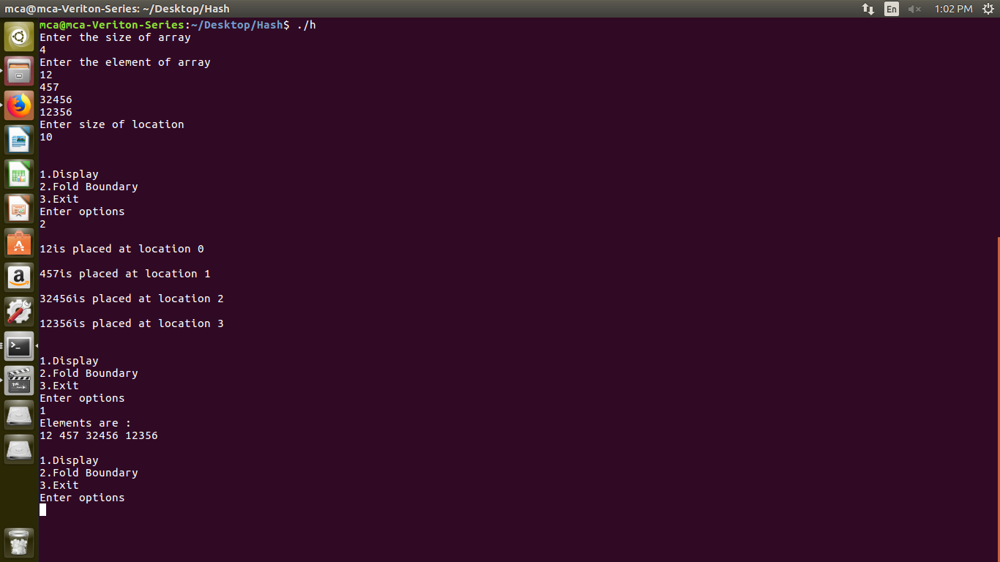 mca@mca-Veriton-Series: ~/Desktop/Hash
En
1:02 PM
mca@mca-Veriton-Series:~/Desktop/Hash$ ./h
Enter the size of array
4
Enter the element of array
12
457
32456
12356
Enter size of location
10
1.Display
2.Fold Boundary
3.Exit
Enter options
2
12is placed at location 0
457is placed at location 1
32456is placed at location 2
12356is placed at location 3
1.Display
2.Fold Boundary
3.Exit
Enter options
1
Elements are :
12 457 32456 12356
1.Display
2.Fold Boundary
3.Exit
Enter options